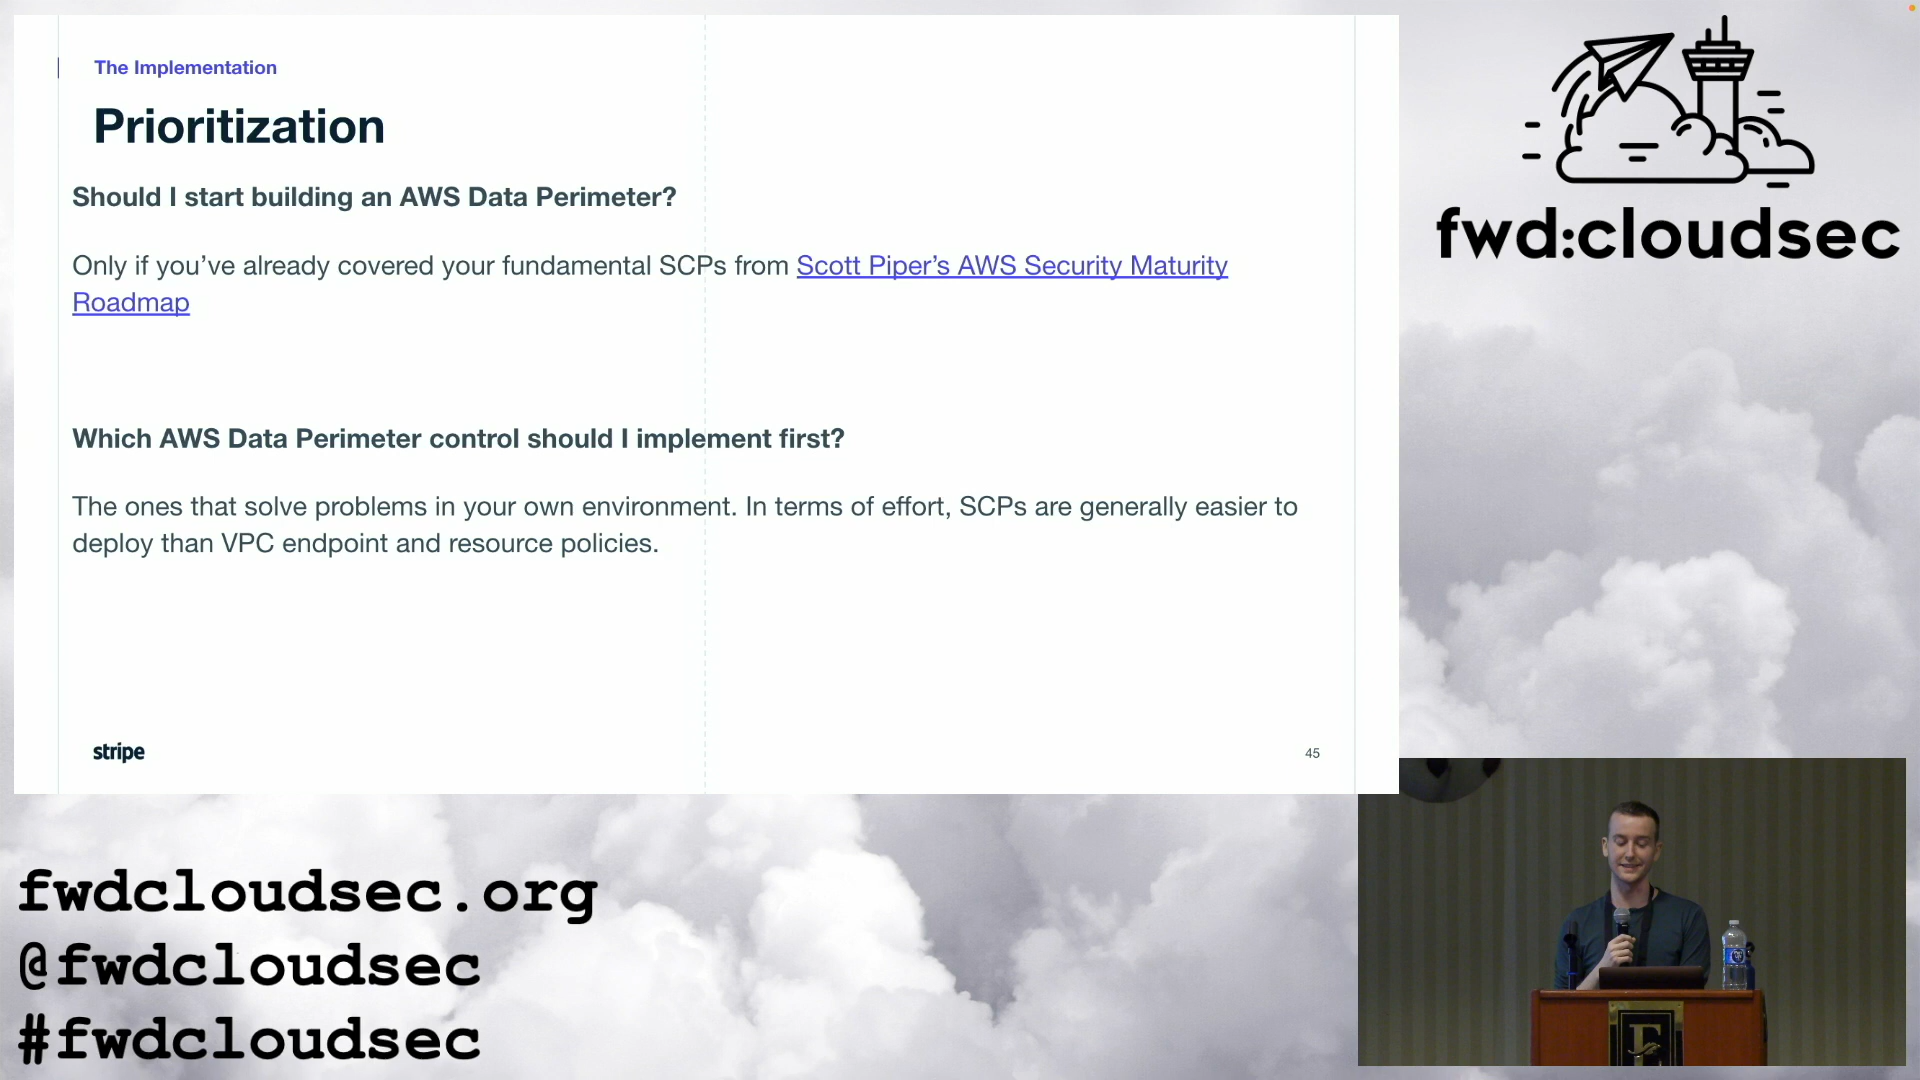 The Implementation
Prioritization
Should I start building an AWS Data Perimeter?
Only if you’ve already covered your fundamental SCPs from Scott Piper’s AWS Security Maturity
Roadmap
Which AWS Data Perimeter control should I implement first?
The ones that solve problems in your own environment. In terms of effort, SCPs are generally easier to
deploy than VPC endpoint and resource policies.
stripe
45
fwd:cloudsec
fwdcloudsec.org
@fwdcloudsec
#fwdcloudsec